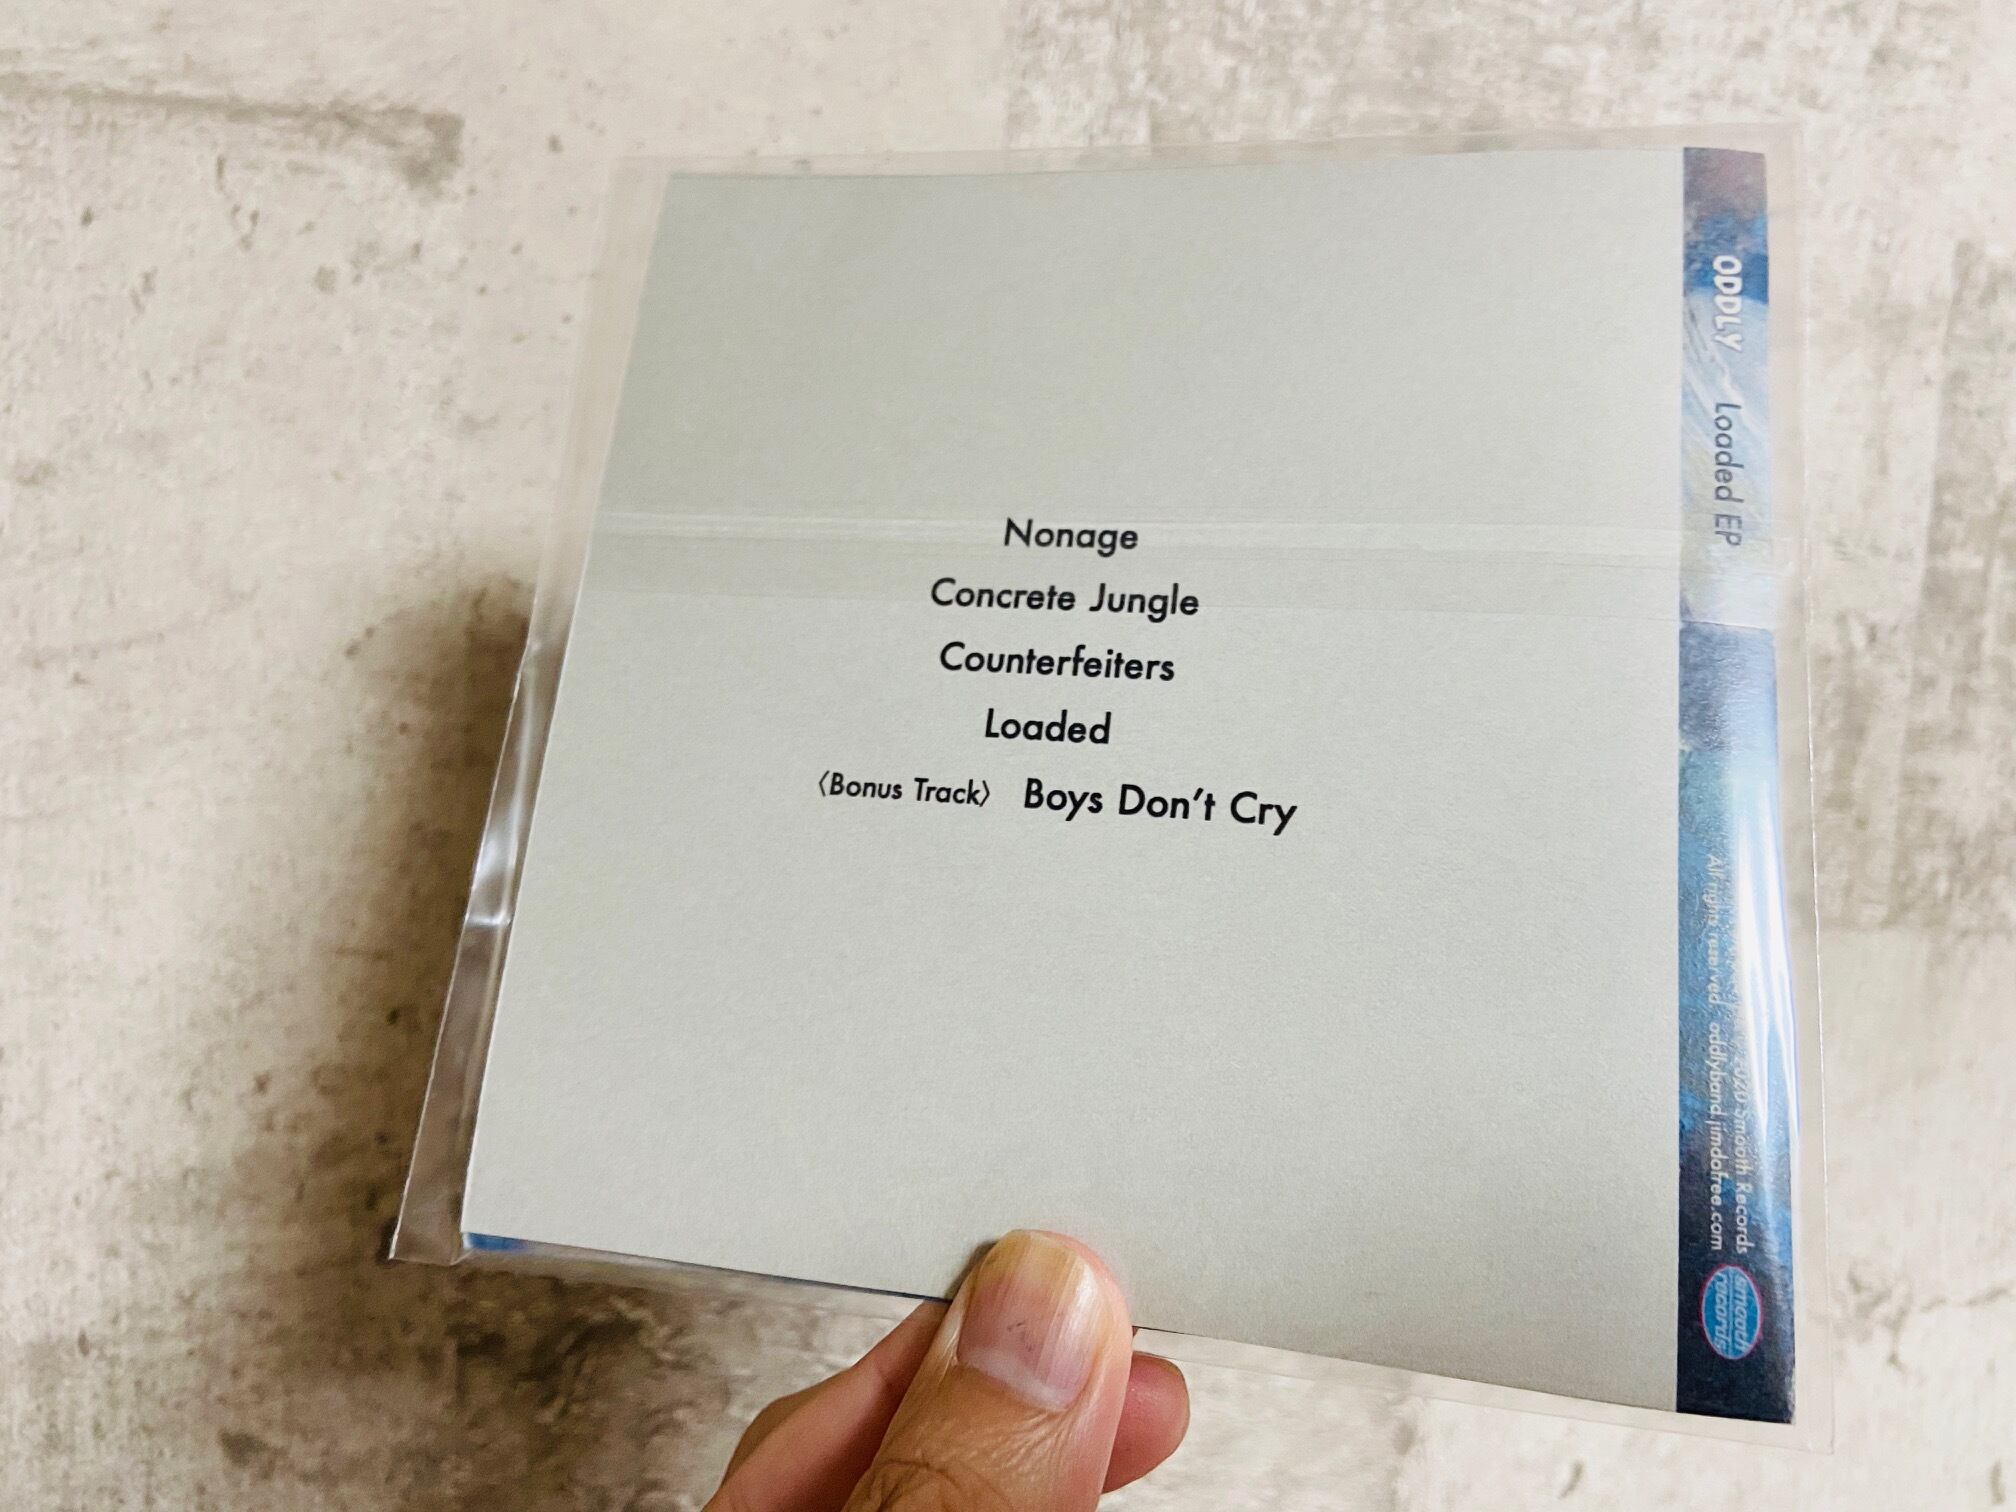 Nonage
Concrete Jungle
Counterfeiters
Loaded
〈Bonus Track〉 Boys Don't Cry
ODDLY Loaded EP
2020 Smooth Records
All rights reserved. oddlyband.jimdofree.com
smooth
records